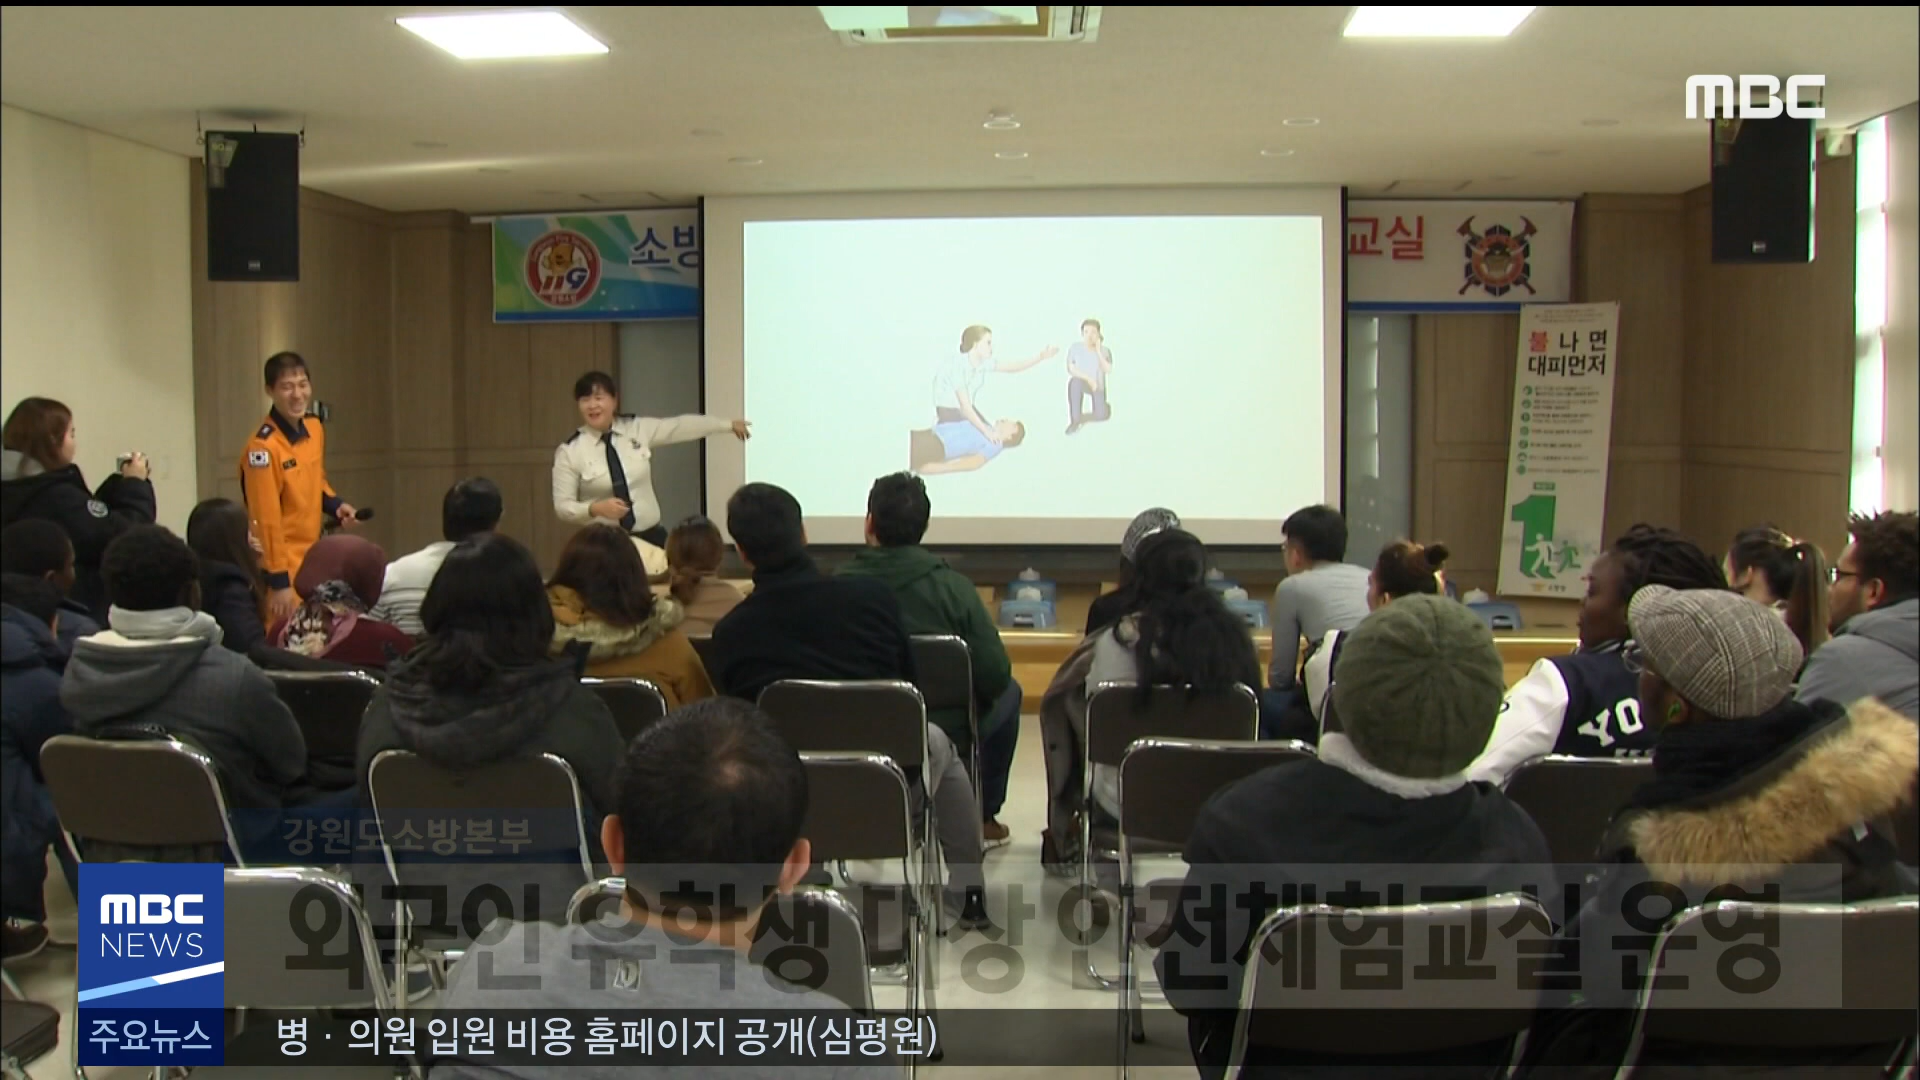 MBC
소방
교실
119
불나면
대피먼저
1
YO
강원도소방본부
외국인 유학생 대상 안전체험교실 운영
MBC
NEWS
주요뉴스
병·의원 입원 비용 홈페이지 공개(심평원)